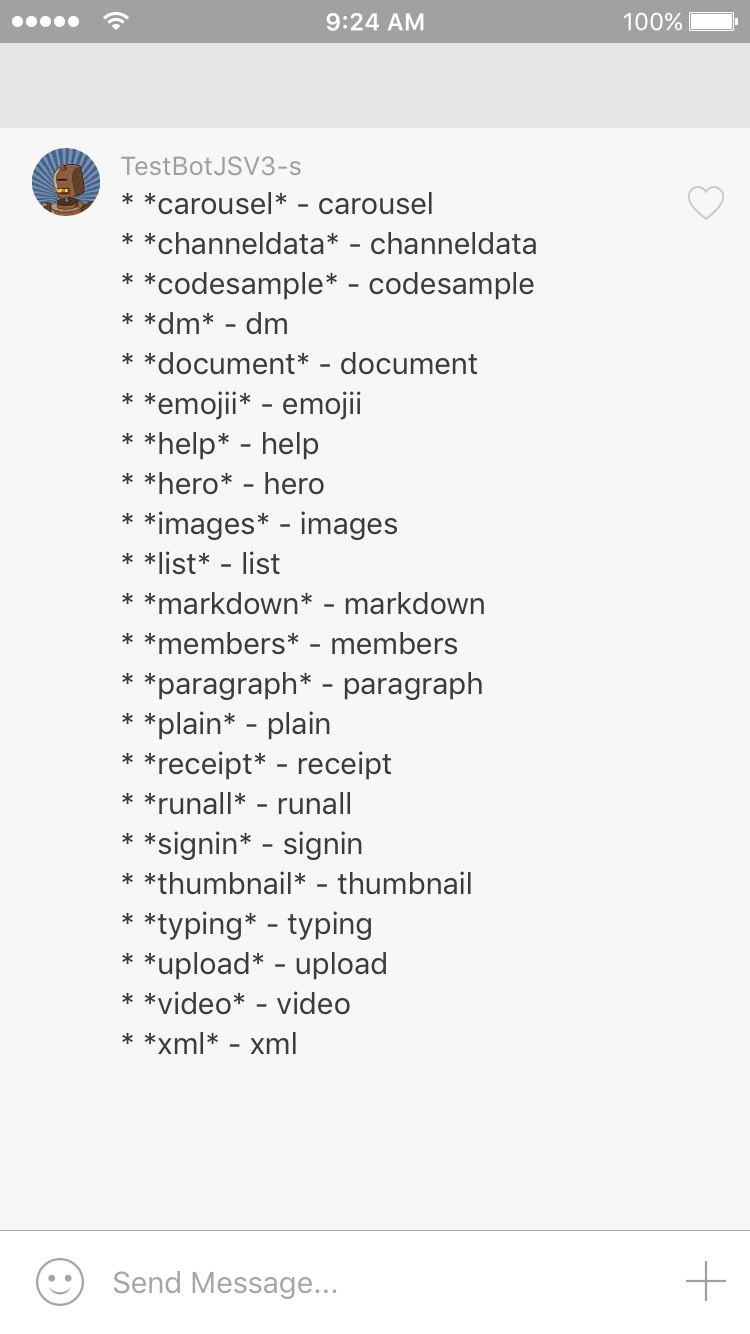 9:24 AM 100%
TestBotJSV3-s
* *carousel* - carousel
* *channeldata* - channeldata
* *codesample* - codesample
* *dm* - dm
* *document* - document
* *emojii* - emojii
* *help* - help
* *hero* - hero
* *images* - images
* *list* - list
* *markdown* - markdown
* *members* - members
* *paragraph* - paragraph
* *plain* - plain
* *receipt* - receipt
* *runall* - runall
* *signin* - signin
* *thumbnail* - thumbnail
* *typing* - typing
* *upload* - upload
* *video* - video
* *xml* - xml
Send Message...